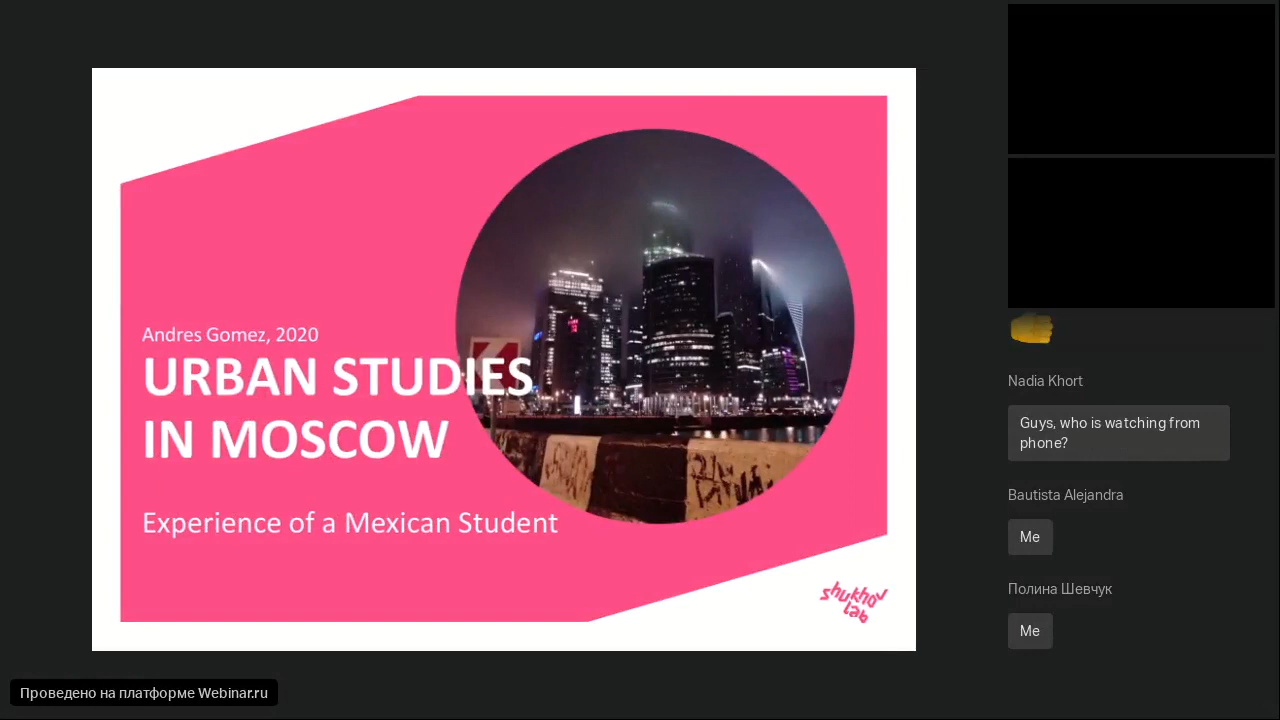 Andres Gomez, 2020
URBAN STUDIES
IN MOSCOW
Experience of a Mexican Student
shukhov
lab
Nadia Khort
Guys, who is watching from
phone?
Bautista Alejandra
Me
Полина Шевчук
Me
Проведено на платформе Webinar.ru